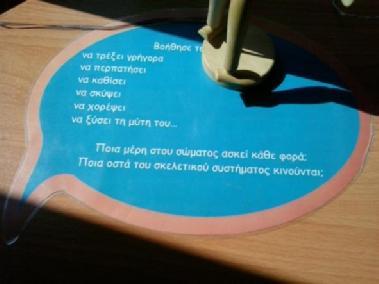 Βοήθησε
να τρέξει γρήγορα
να περπατήσει
να καθίσει
να σκύψει
να χορέψει
να ξύσει τη μύτη του...
Ποια μέρη στου σώματος ασκεί κάθε φορά;
Ποια οστά του σκελετικού συστήματος κινούνται;